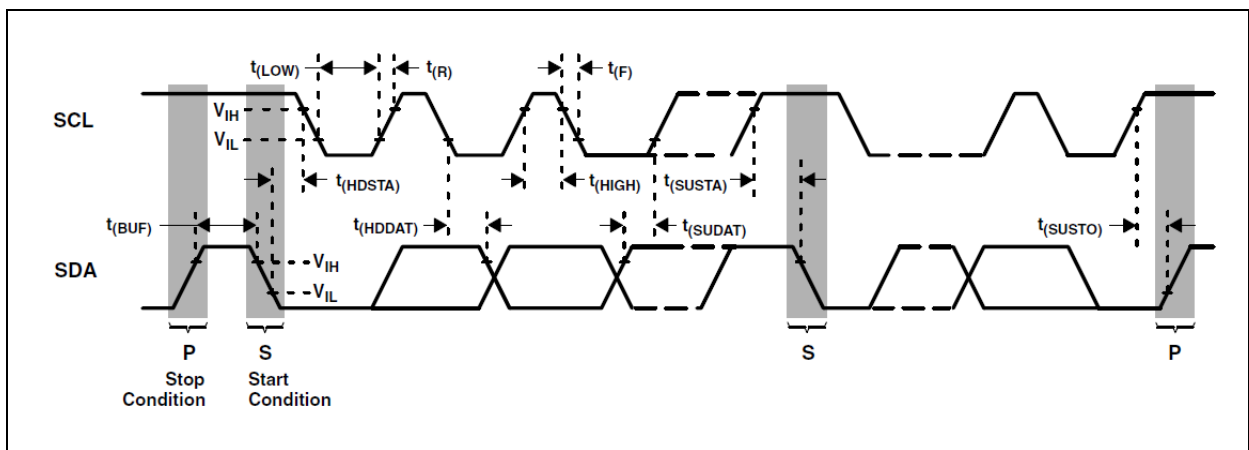 t(LOW) t(R) t(F)
SCL
VIH
VIL
t(HDSTA) t(HIGH) t(SUSTA)
t(BUF) t(HDDAT) t(SUDAT) t(SUSTO)
SDA
VIH
VIL
P S S P
Stop Start
Condition Condition